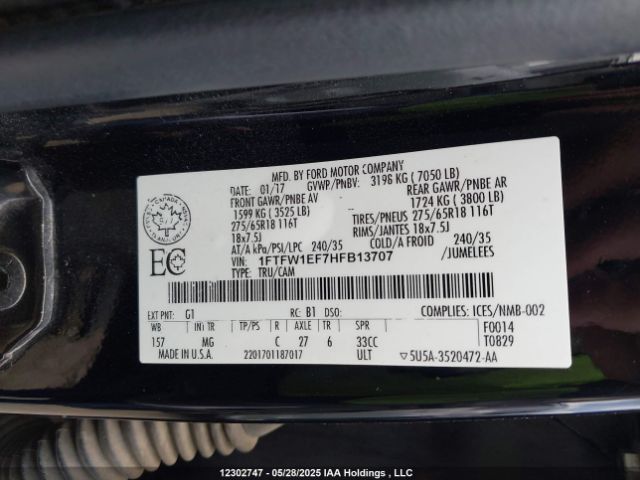 MFD. BY FORD MOTOR COMPANY
DATE: 01/17 GVWP/PNBV: 3198 KG ( 7050 LB)
FRONT GAWR/PNBE AV REAR GAWR/PNBE AR
1599 KG ( 3525 LB) 1724 KG ( 3800 LB)
275/65R18 116T TIRES/PNEUS 275/65R18 116T
18x7.5J RIMS/JANTES 18x7.5J
AT/A kPa/PSI/LPC 240/35 COLD/A FROID 240/35
VIN: 1FTFW1EF7HFB13707 /JUMELEES
TYPE: TRU/CAM
CANADA
EC
EXT PNT: G1 RC: B1 DSO: COMPLIES: ICES/NMB-002
WB INT TR TP/PS R AXLE TR SPR F0014
157 MG C 27 6 33CC T0829
MADE IN U.S.A. 2201701187017 ULT 5U5A-3520472-AA
12302747 - 05/28/2025 IAA Holdings , LLC